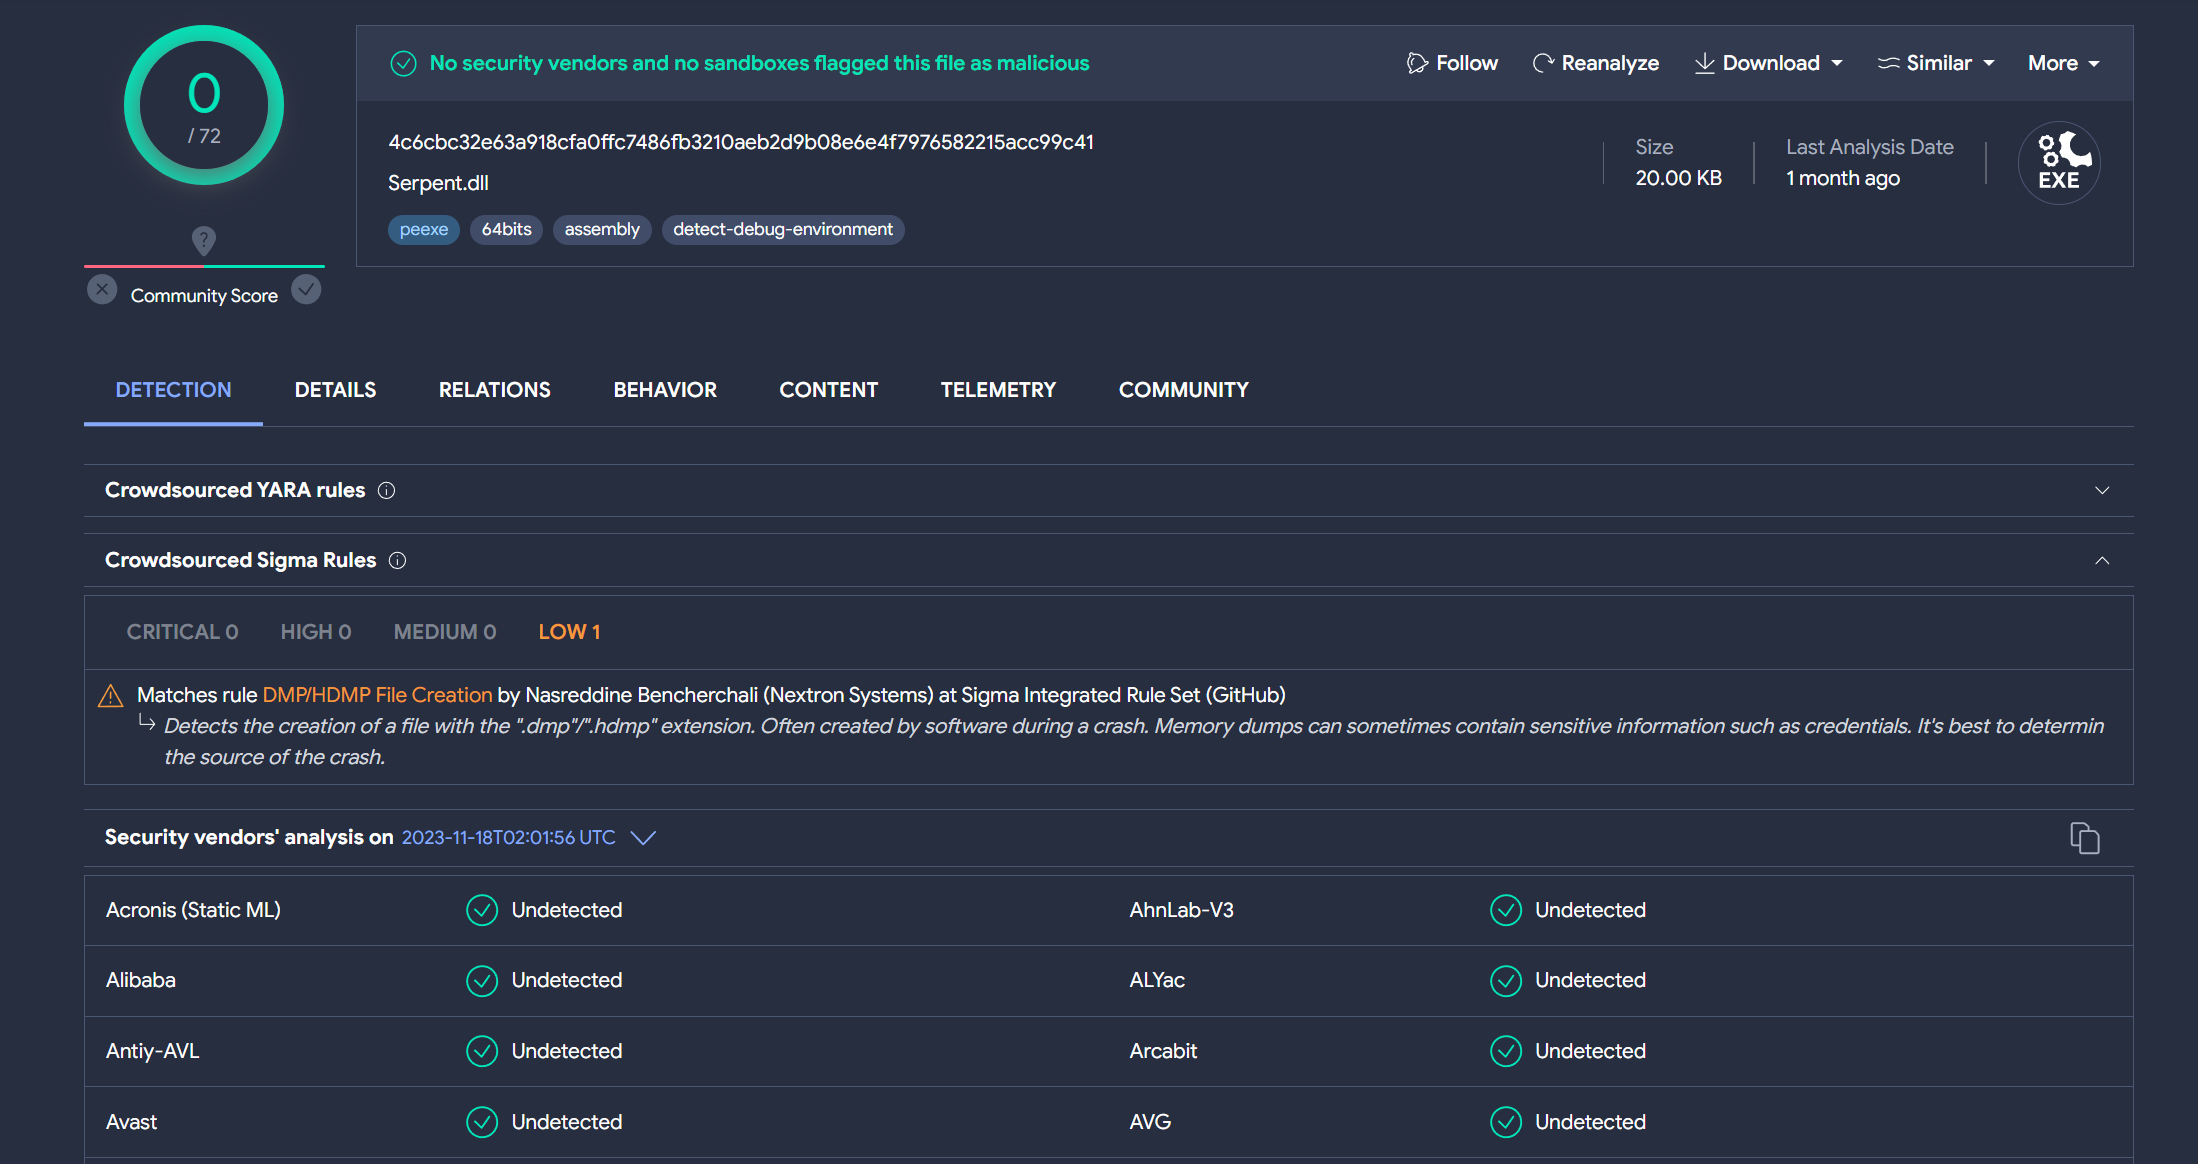 0
/ 72
Community Score
No security vendors and no sandboxes flagged this file as malicious
Follow
Reanalyze
Download
Similar
More
4c6cbc32e63a918cfa0ffc7486fb3210aeb2d9b08e6e4f7976582215acc99c41
Serpent.dll
peexe 64bits assembly detect-debug-environment
Size
20.00 KB
Last Analysis Date
1 month ago
EXE
DETECTION DETAILS RELATIONS BEHAVIOR CONTENT TELEMETRY COMMUNITY
Crowdsourced YARA rules
Crowdsourced Sigma Rules
CRITICAL 0 HIGH 0 MEDIUM 0 LOW 1
Matches rule DMP/HDMP File Creation by Nasreddine Bencherchali (Nextron Systems) at Sigma Integrated Rule Set (GitHub)
Detects the creation of a file with the ".dmp"/".hdmp" extension. Often created by software during a crash. Memory dumps can sometimes contain sensitive information such as credentials. It's best to determin
the source of the crash.
Security vendors' analysis on 2023-11-18T02:01:56 UTC
Acronis (Static ML) Undetected AhnLab-V3 Undetected
Alibaba Undetected ALYac Undetected
Antiy-AVL Undetected Arcabit Undetected
Avast Undetected AVG Undetected